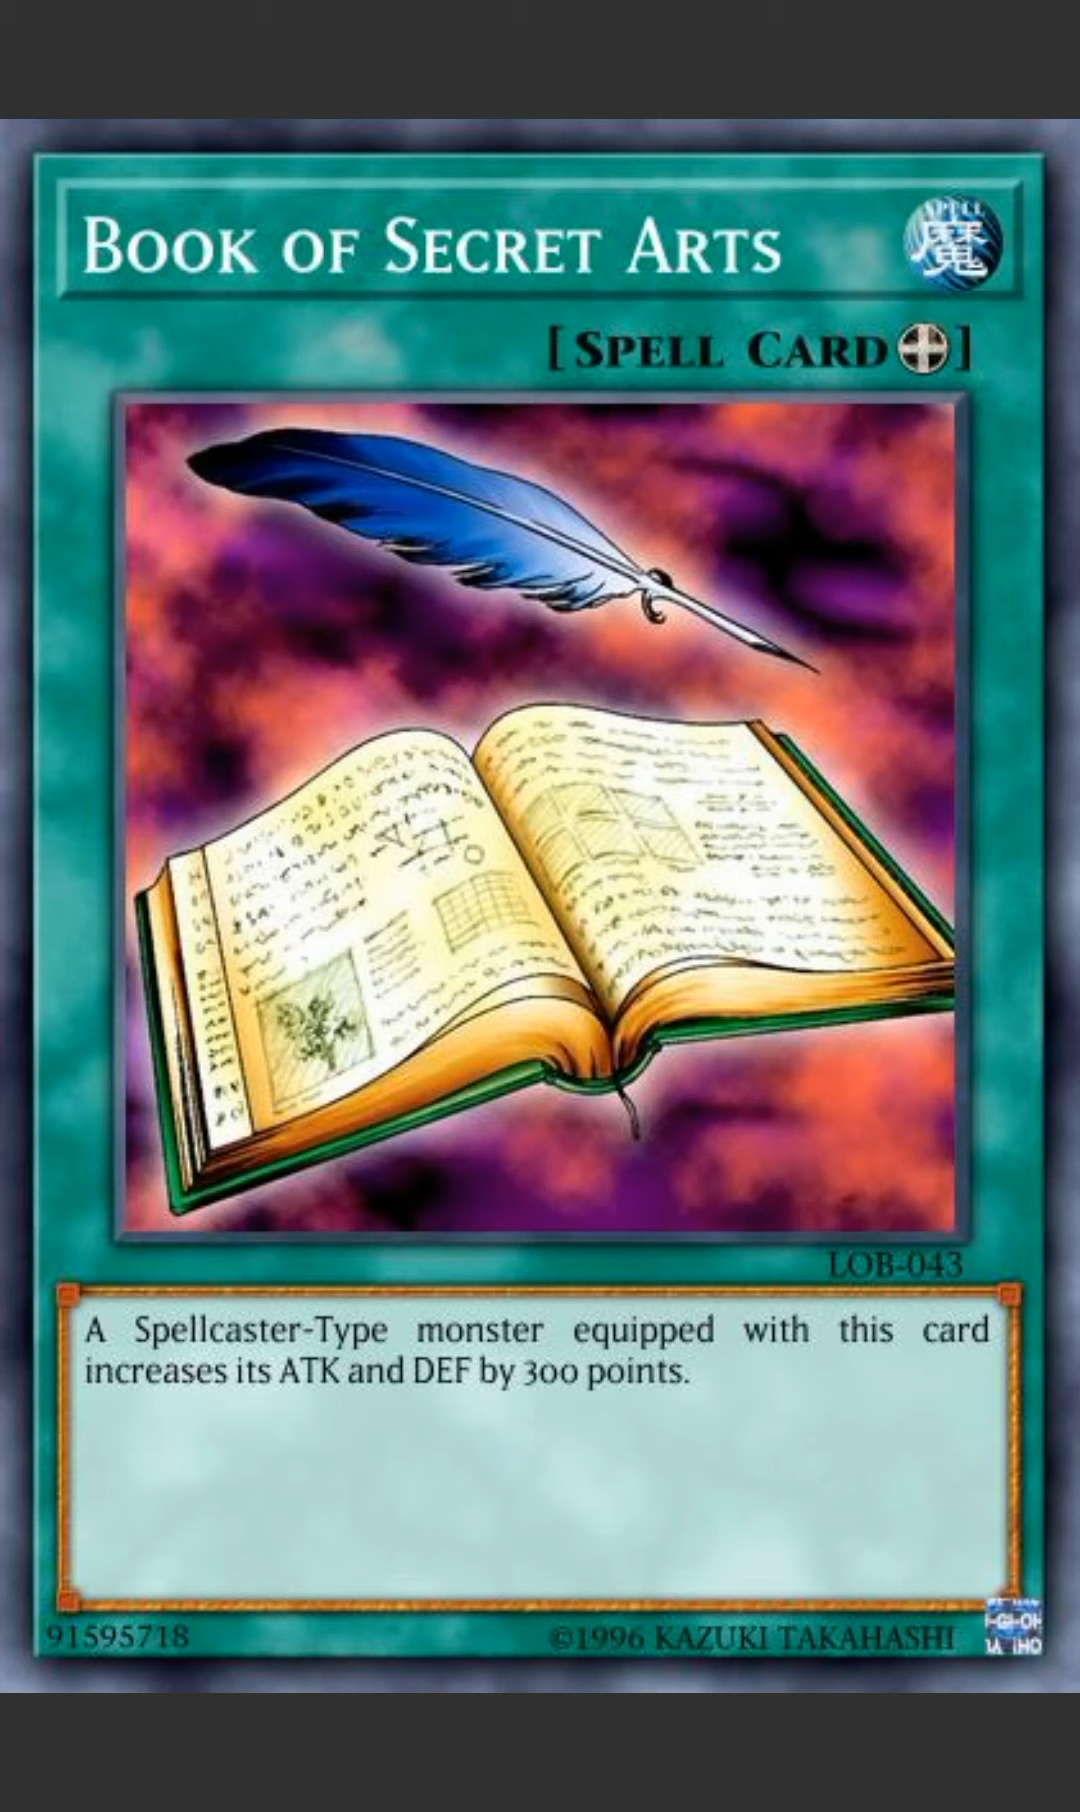 BOOK OF SECRET ARTS
SPELL
魔
[SPELL CARD]
LOB-043
A Spellcaster-Type monster equipped with this card
increases its ATK and DEF by 300 points.
91595718
©1996 KAZUKI TAKAHASHI